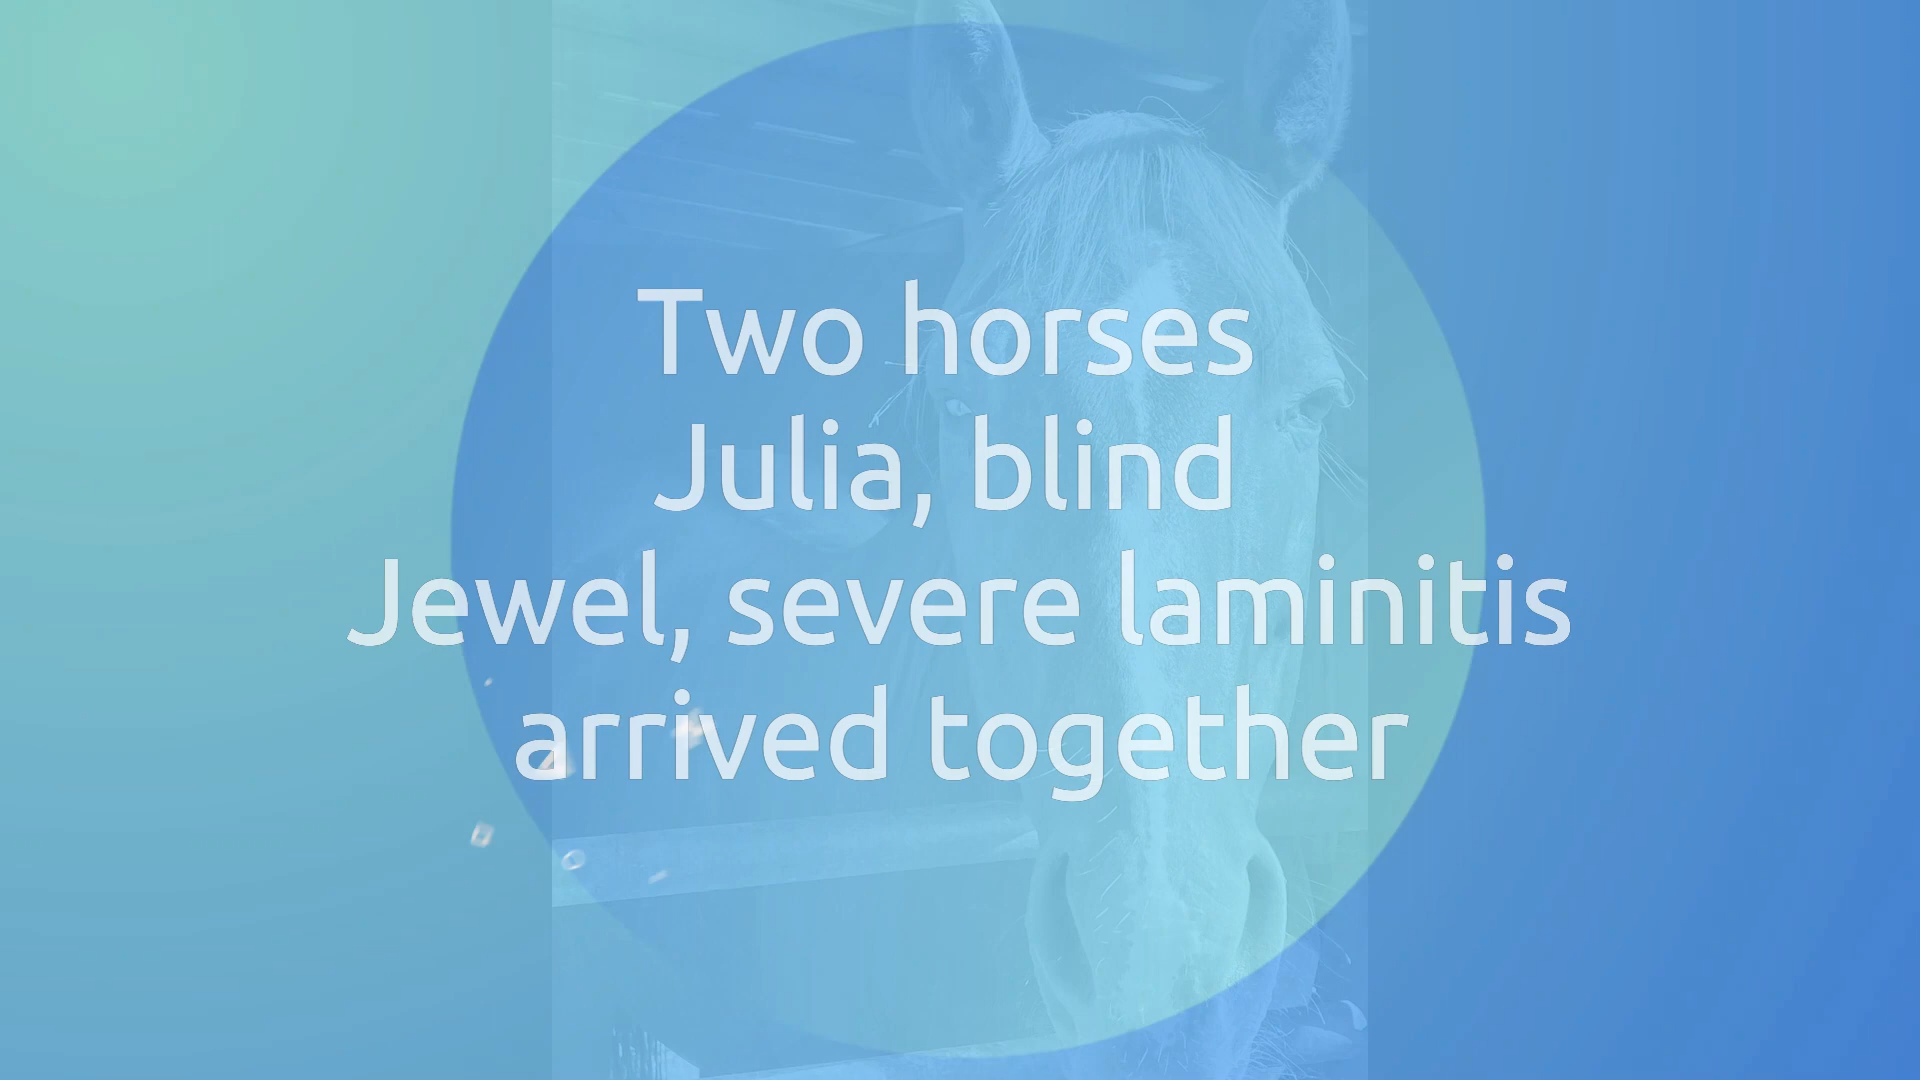 Two horses
Julia, blind
Jewel, severe laminitis
arrived together